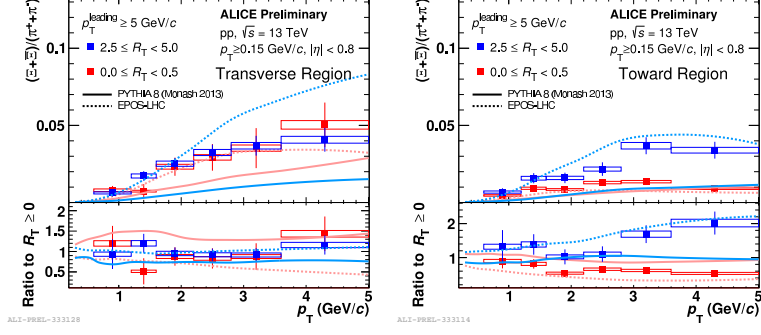 p_T^leading ≥ 5 GeV/c
2.5 ≤ R_T < 5.0
0.0 ≤ R_T < 0.5
ALICE Preliminary
pp, √s = 13 TeV
p_T≥0.15 GeV/c, |η| < 0.8
Transverse Region
PYTHIA 8 (Monash 2013)
EPOS-LHC
(Ξ+Ξ̅)/(π⁺+π⁻)
0.1
0.05
Ratio to R_T ≥ 0
2
1.5
1
0.5
1 2 3 4 5
p_T (GeV/c)
ALI-PREL-333128
p_T^leading ≥ 5 GeV/c
2.5 ≤ R_T < 5.0
0.0 ≤ R_T < 0.5
ALICE Preliminary
pp, √s = 13 TeV
p_T≥0.15 GeV/c, |η| < 0.8
Toward Region
PYTHIA 8 (Monash 2013)
EPOS-LHC
(Ξ+Ξ̅)/(π⁺+π⁻)
0.1
0.05
Ratio to R_T ≥ 0
2
1
1 2 3 4 5
p_T (GeV/c)
ALI-PREL-333114